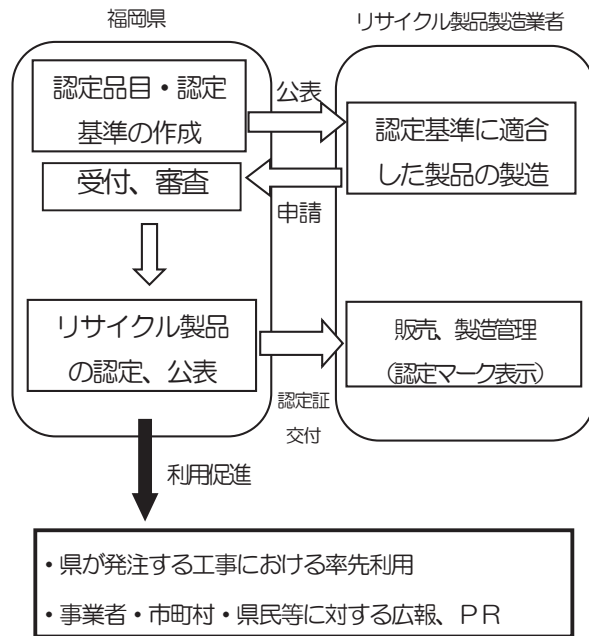 福岡県
リサイクル製品製造業者
認定品目・認定
基準の作成
公表
認定基準に適合
した製品の製造
受付、審査
申請
リサイクル製品
の認定、公表
販売、製造管理
（認定マーク表示）
認定証
交付
利用促進
・県が発注する工事における率先利用
・事業者・市町村・県民等に対する広報、ＰＲ